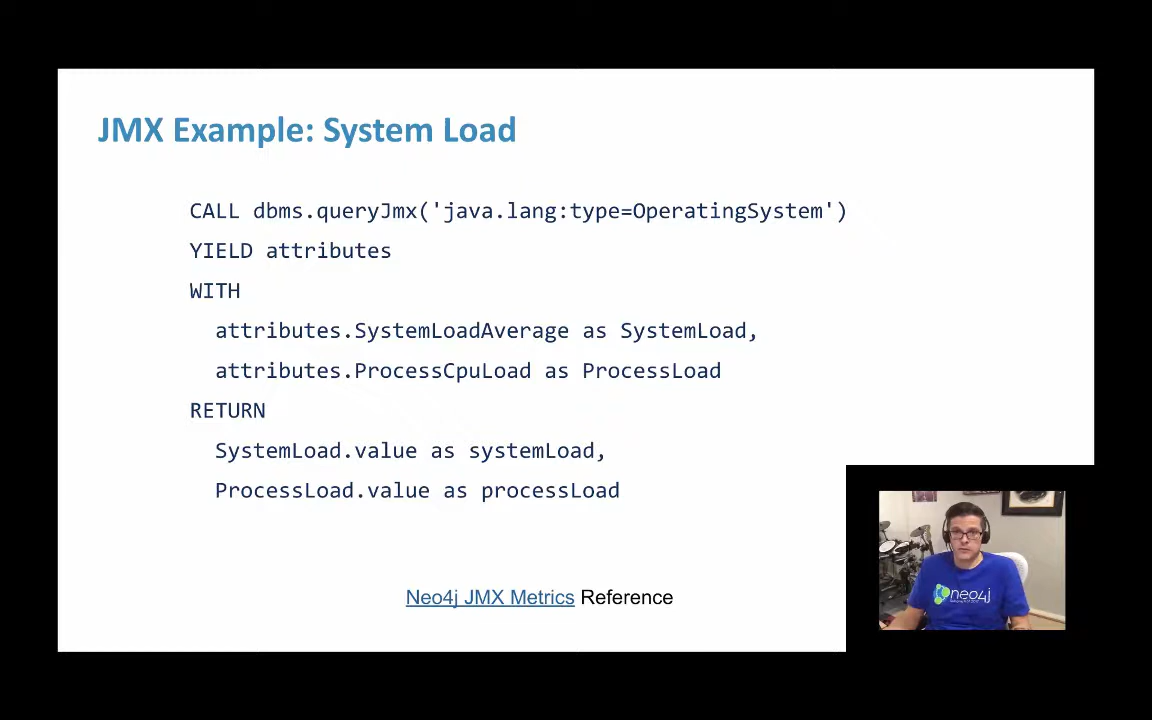 JMX Example: System Load
CALL dbms.queryJmx('java.lang:type=OperatingSystem')
YIELD attributes
WITH
attributes.SystemLoadAverage as SystemLoad,
attributes.ProcessCpuLoad as ProcessLoad
RETURN
SystemLoad.value as systemLoad,
ProcessLoad.value as processLoad
Neo4j JMX Metrics Reference
neo4j